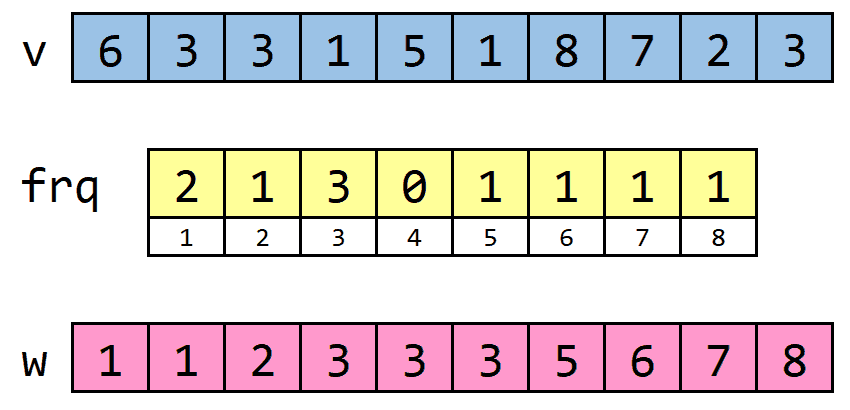 v 6 3 3 1 5 1 8 7 2 3
frq 2 1 3 0 1 1 1 1
1 2 3 4 5 6 7 8
w 1 1 2 3 3 3 5 6 7 8